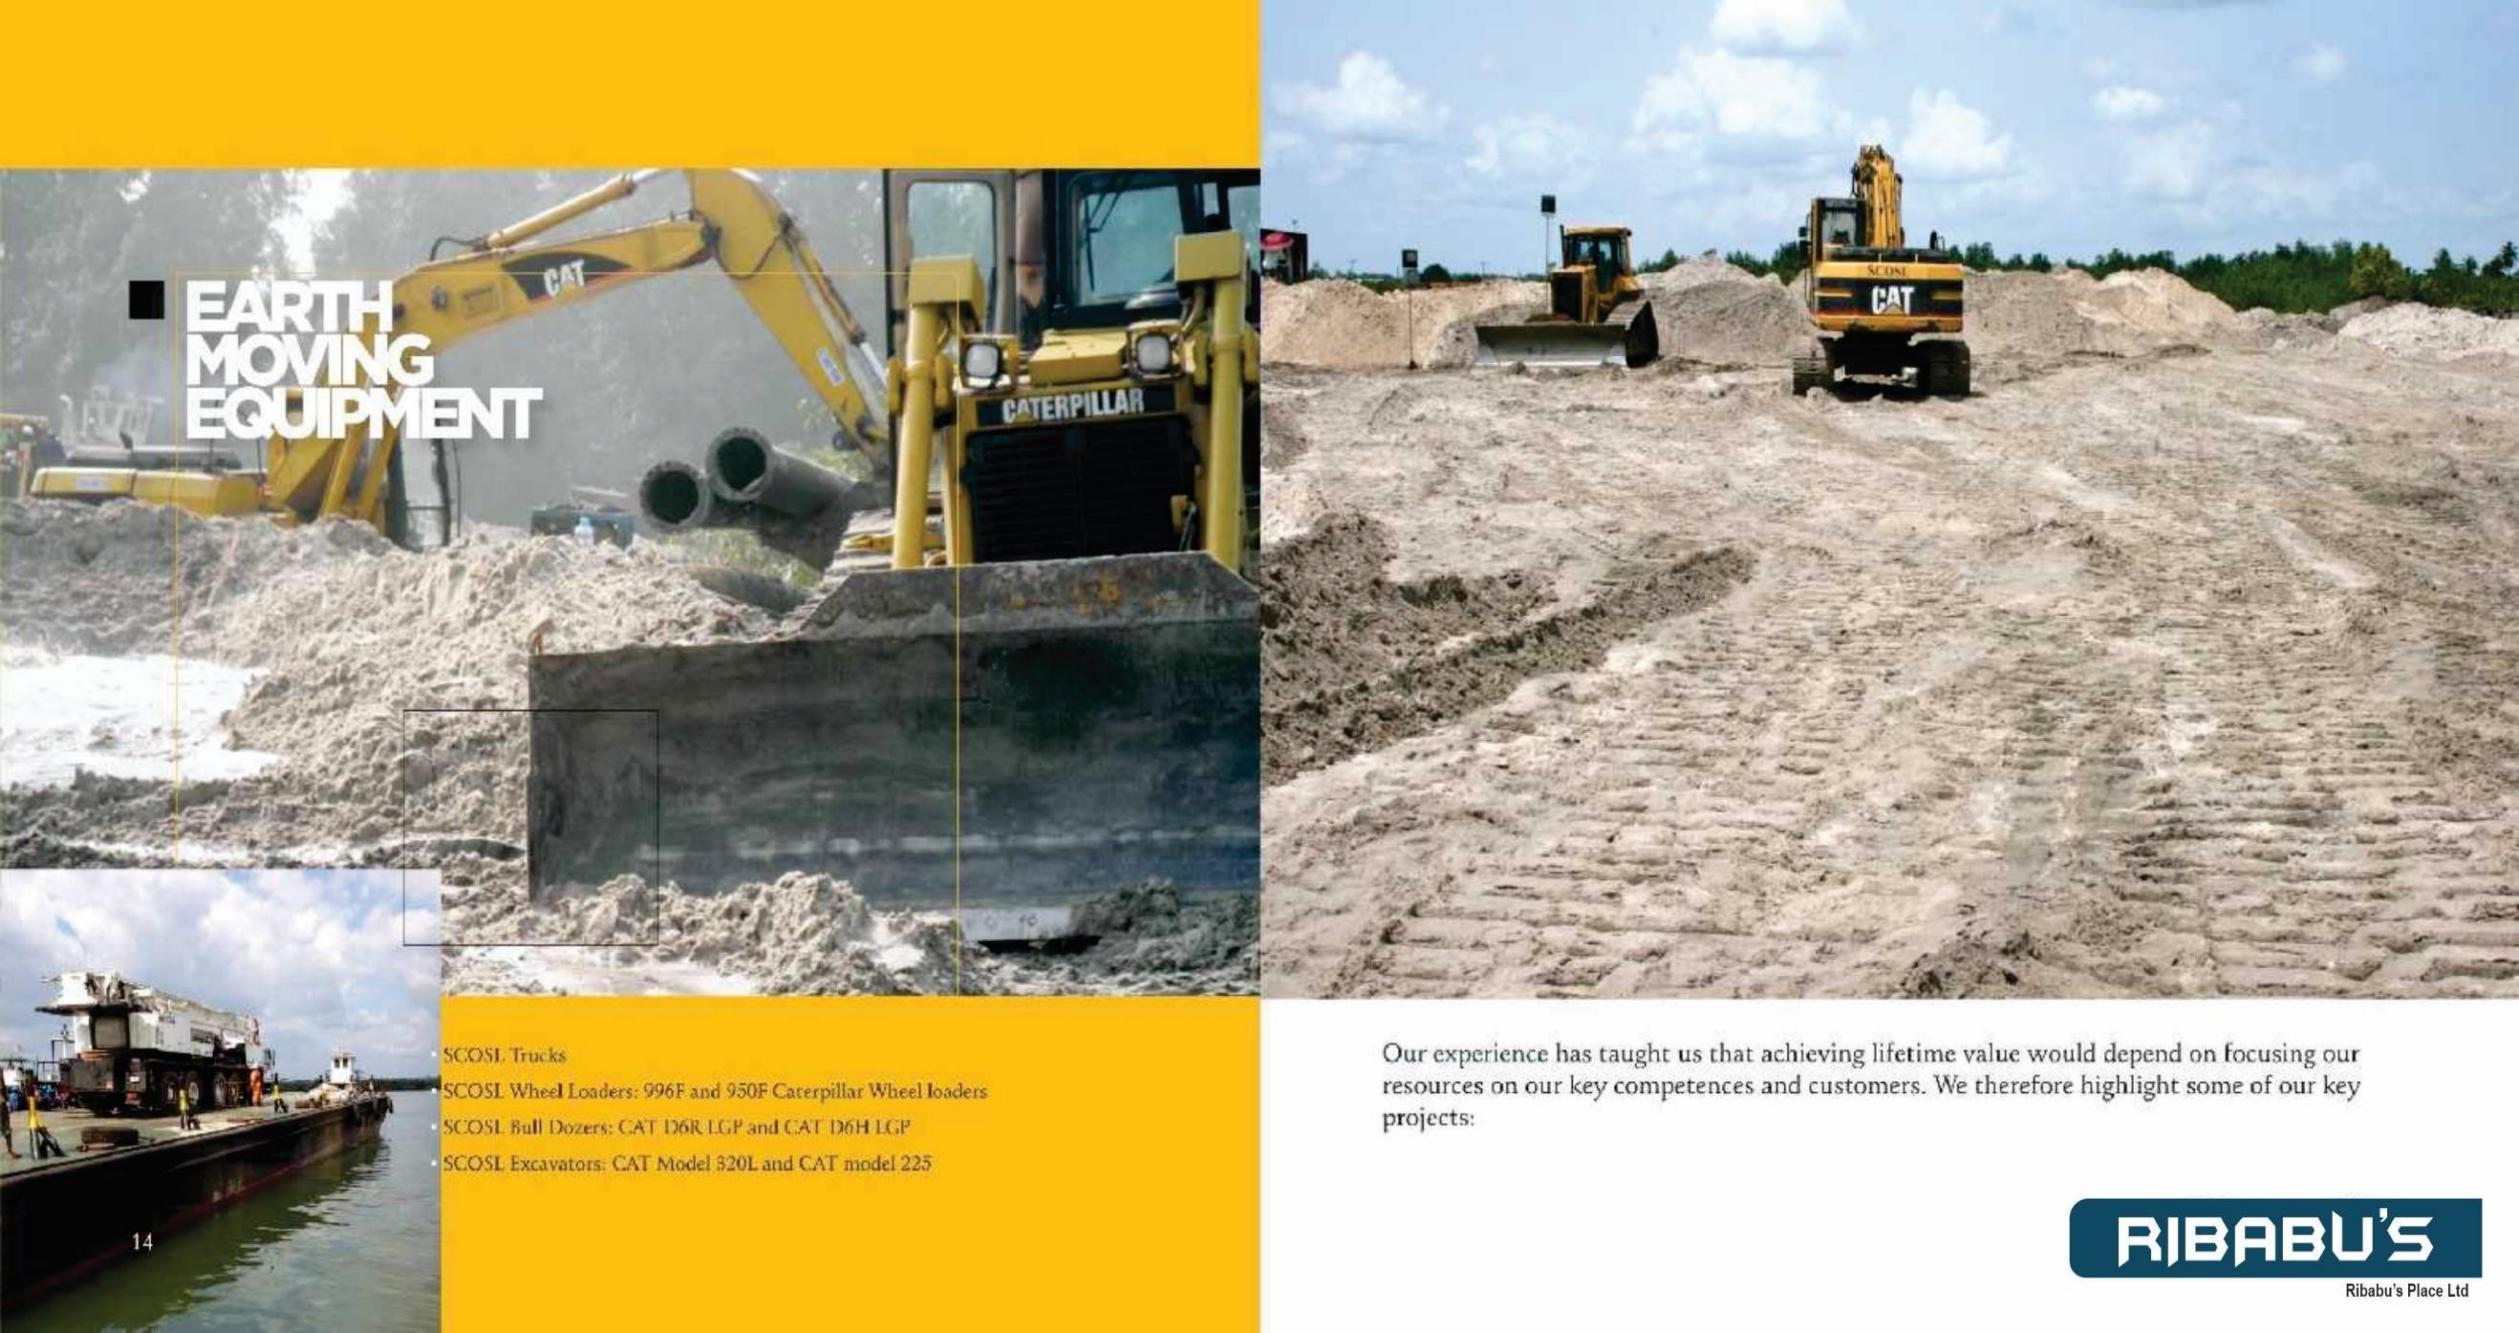 EARTH
MOVING
EQUIPMENT
CAT
CATERPILLAR
SCOSL
CAT
SCOSL Trucks
SCOSL Wheel Loaders: 996F and 950F Caterpillar Wheel loaders
SCOSL Bull Dozers: CAT D6R LGP and CAT D6H LGP
SCOSL Excavators: CAT Model 320L and CAT model 225
14
Our experience has taught us that achieving lifetime value would depend on focusing our
resources on our key competences and customers. We therefore highlight some of our key
projects:
RIBABU'S
Ribabu's Place Ltd